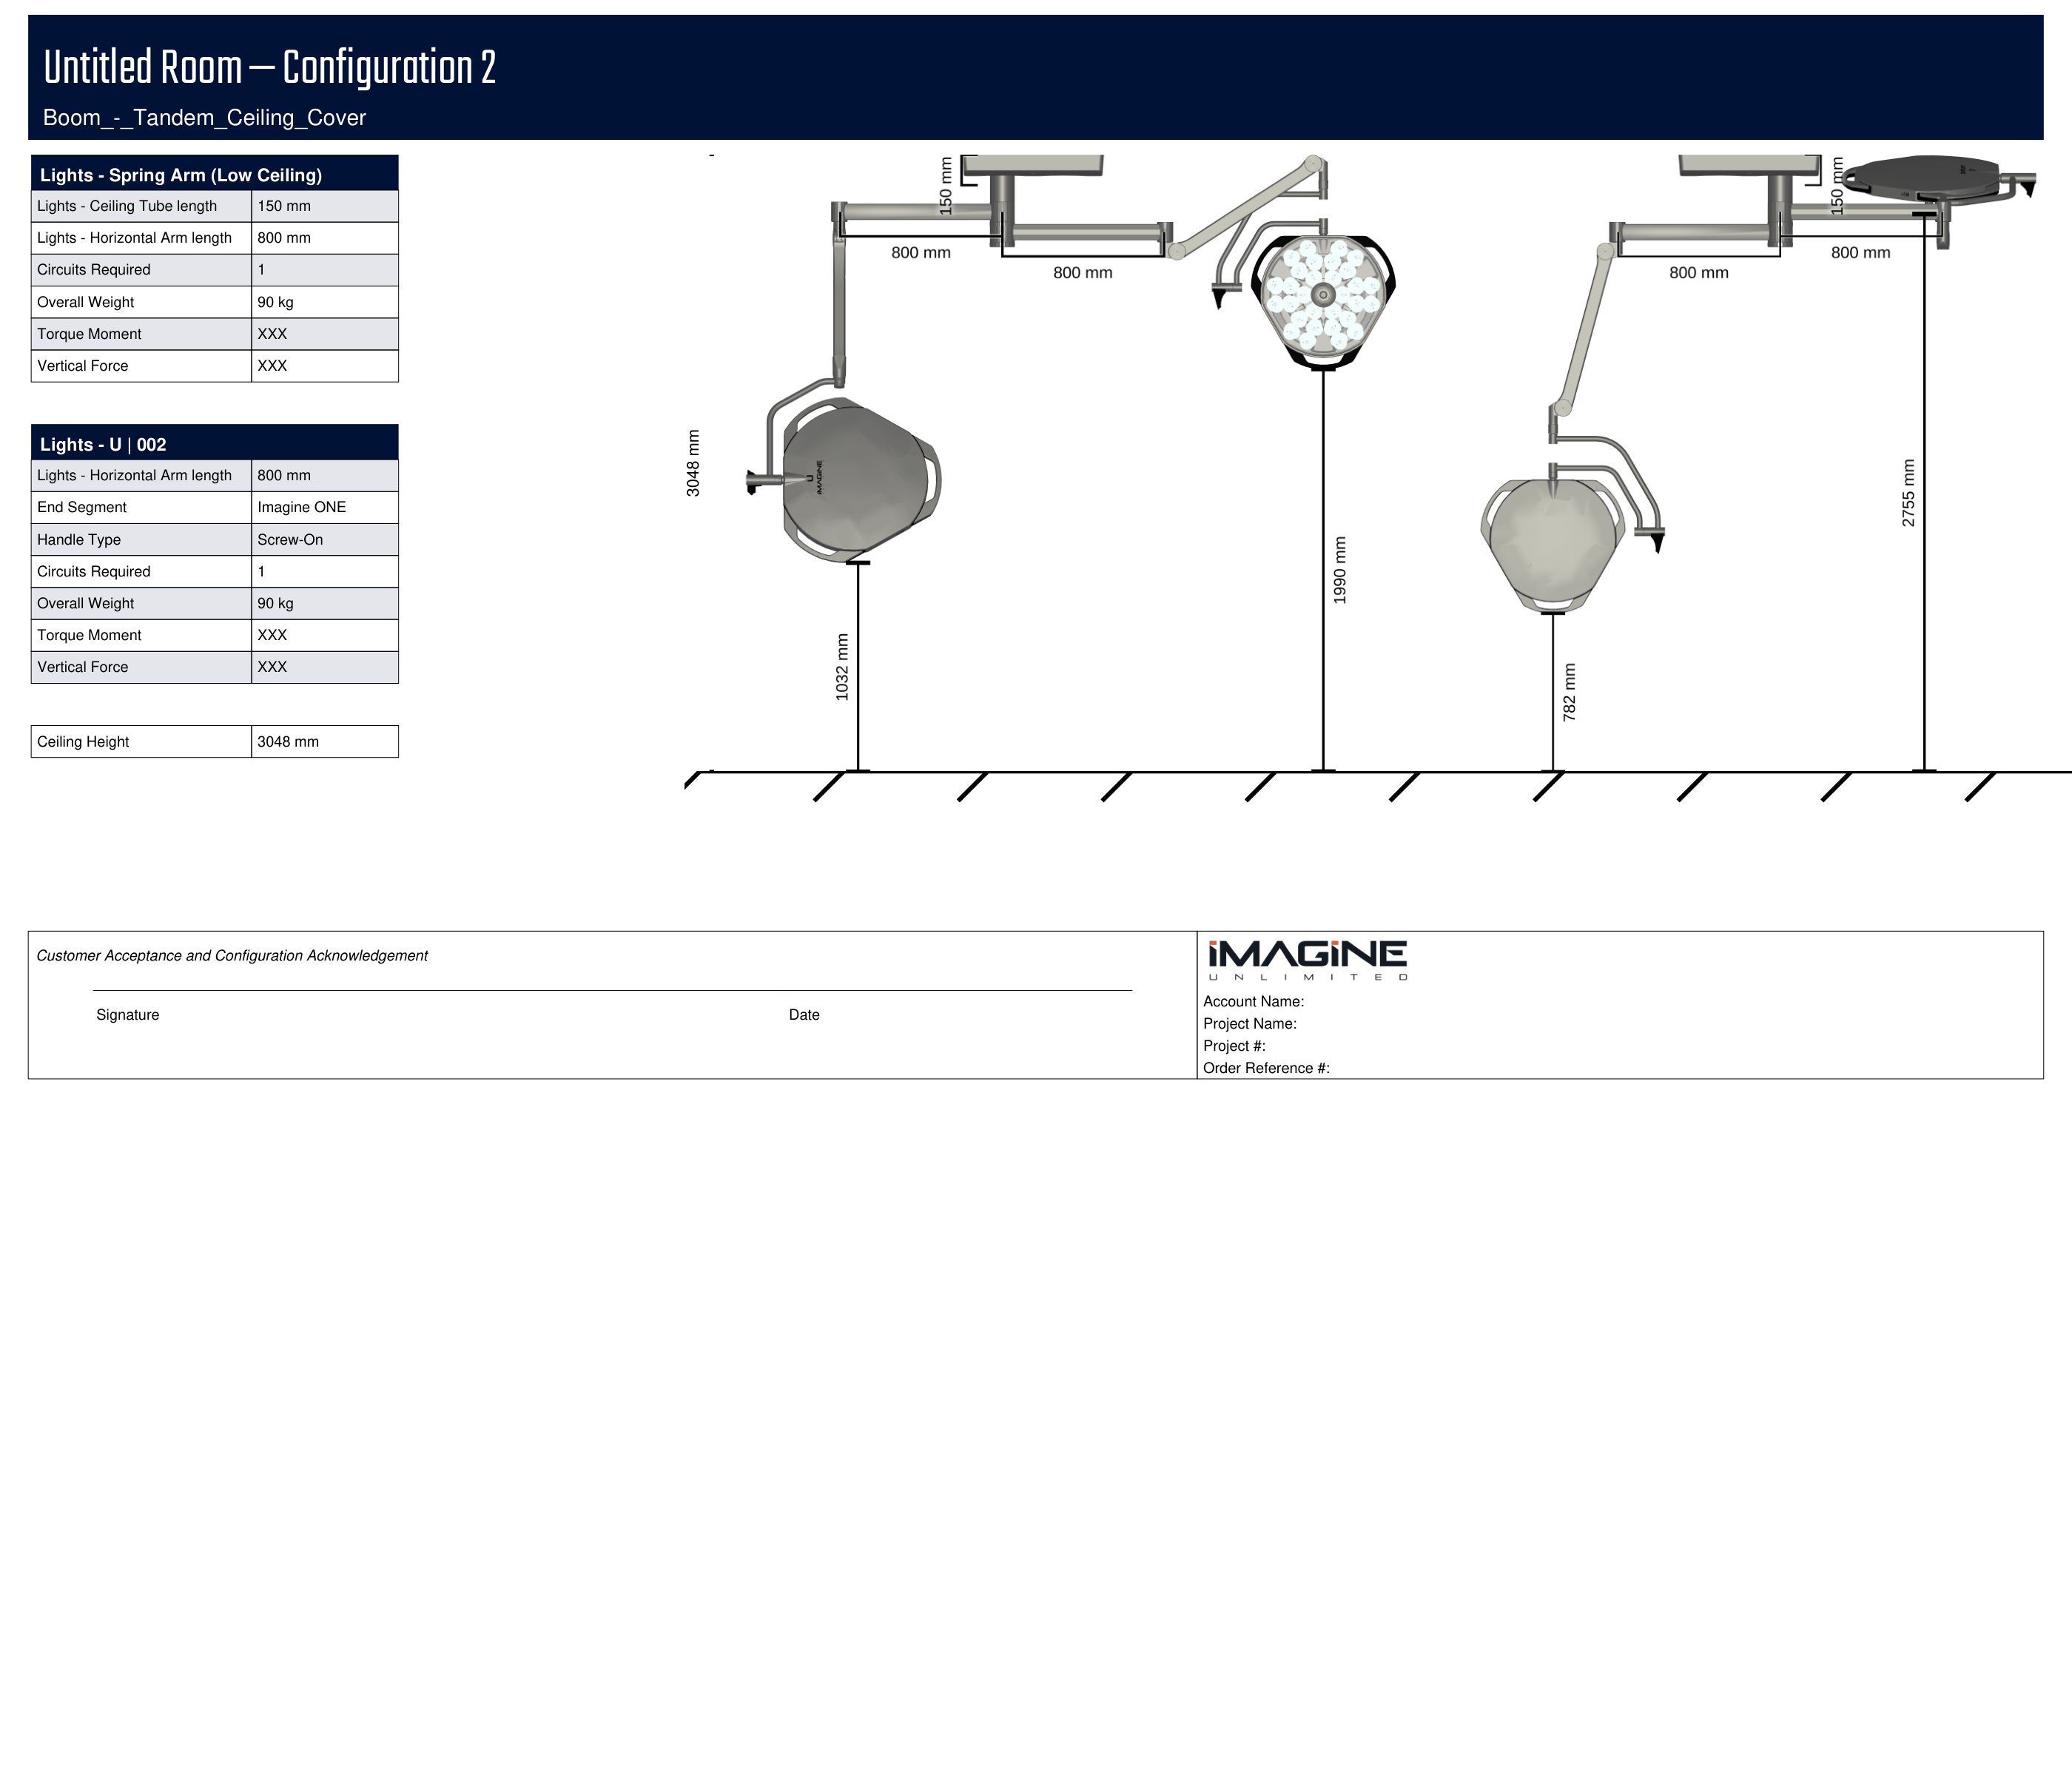 Untitled Room — Configuration 2
Boom_-_Tandem_Ceiling_Cover
Lights - Spring Arm (Low Ceiling)
Lights - Ceiling Tube length 150 mm
Lights - Horizontal Arm length 800 mm
Circuits Required 1
Overall Weight 90 kg
Torque Moment XXX
Vertical Force XXX
Lights - U | 002
Lights - Horizontal Arm length 800 mm
End Segment Imagine ONE
Handle Type Screw-On
Circuits Required 1
Overall Weight 90 kg
Torque Moment XXX
Vertical Force XXX
Ceiling Height 3048 mm
3048 mm
150 mm
800 mm
800 mm
U
IMAGINE
1032 mm
1990 mm
150 mm
800 mm
800 mm
782 mm
2755 mm
Customer Acceptance and Configuration Acknowledgement
Signature Date
IMAGINE
UNLIMITED
Account Name:
Project Name:
Project #:
Order Reference #: